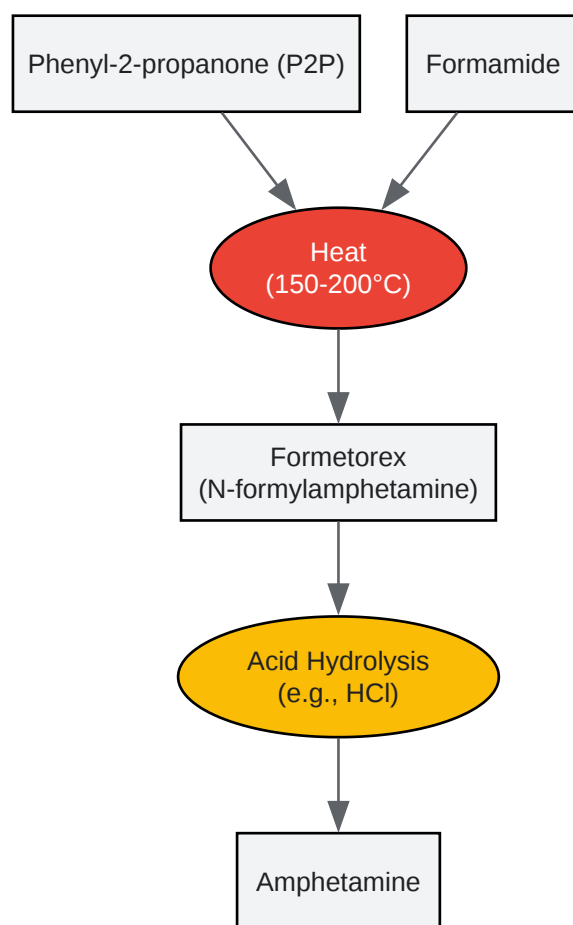 Phenyl-2-propanone (P2P)
Formamide
Heat
(150-200°C)
Formetorex
(N-formylamphetamine)
Acid Hydrolysis
(e.g., HCl)
Amphetamine